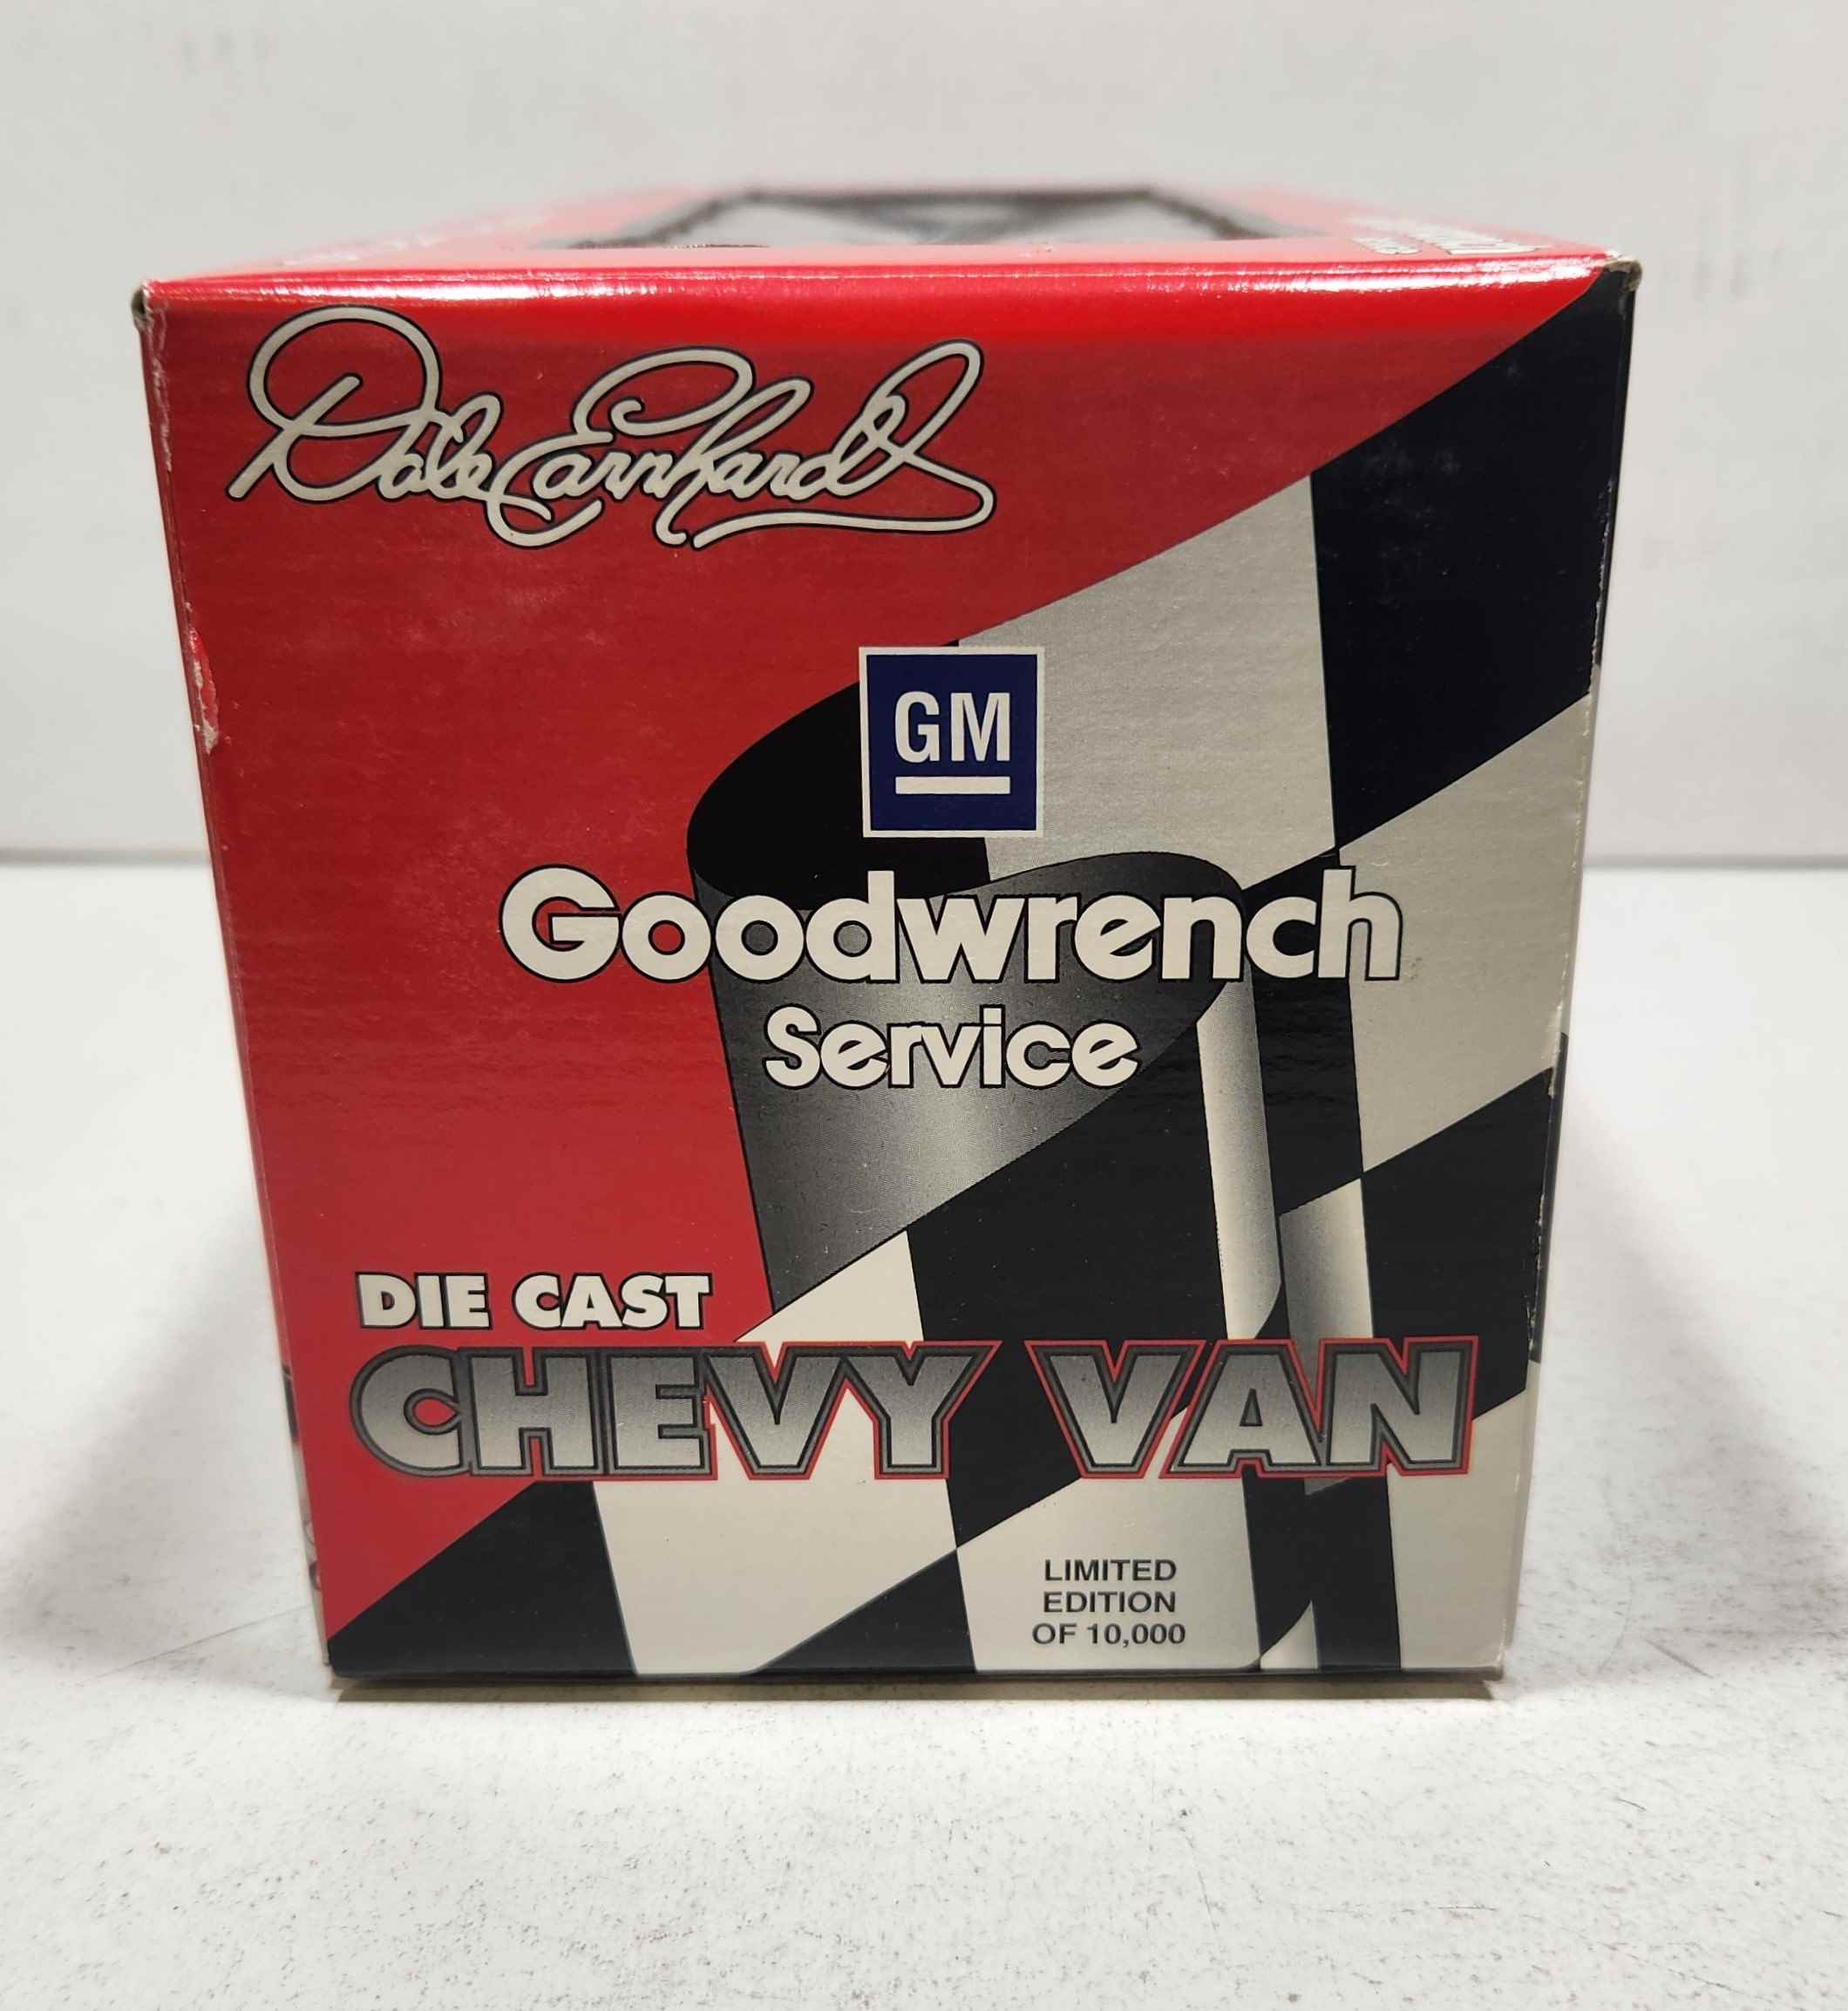 Dale Earnhardt
GM
Goodwrench
Service
DIE CAST
CHEVY VAN
LIMITED
EDITION
OF 10,000